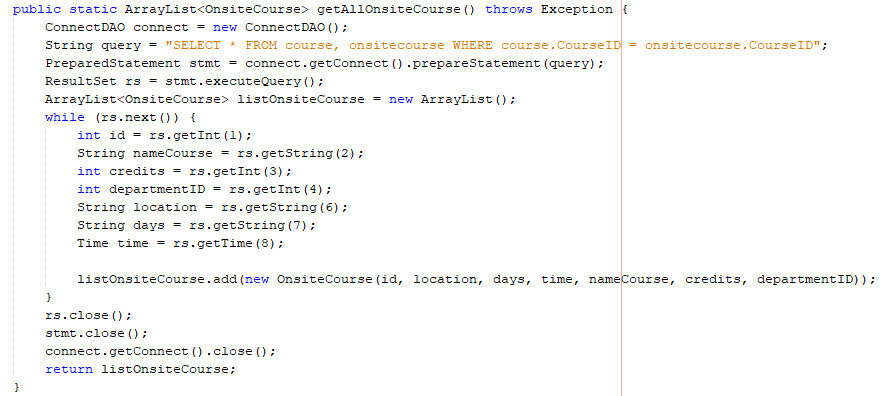 public static ArrayList<OnsiteCourse> getAllOnsiteCourse() throws Exception {
    ConnectDAO connect = new ConnectDAO();
    String query = "SELECT * FROM course, onsitecourse WHERE course.CourseID = onsitecourse.CourseID";
    PreparedStatement stmt = connect.getConnect().prepareStatement(query);
    ResultSet rs = stmt.executeQuery();
    ArrayList<OnsiteCourse> listOnsiteCourse = new ArrayList();
    while (rs.next()) {
        int id = rs.getInt(1);
        String nameCourse = rs.getString(2);
        int credits = rs.getInt(3);
        int departmentID = rs.getInt(4);
        String location = rs.getString(6);
        String days = rs.getString(7);
        Time time = rs.getTime(8);

        listOnsiteCourse.add(new OnsiteCourse(id, location, days, time, nameCourse, credits, departmentID));
    }
    rs.close();
    stmt.close();
    connect.getConnect().close();
    return listOnsiteCourse;
}